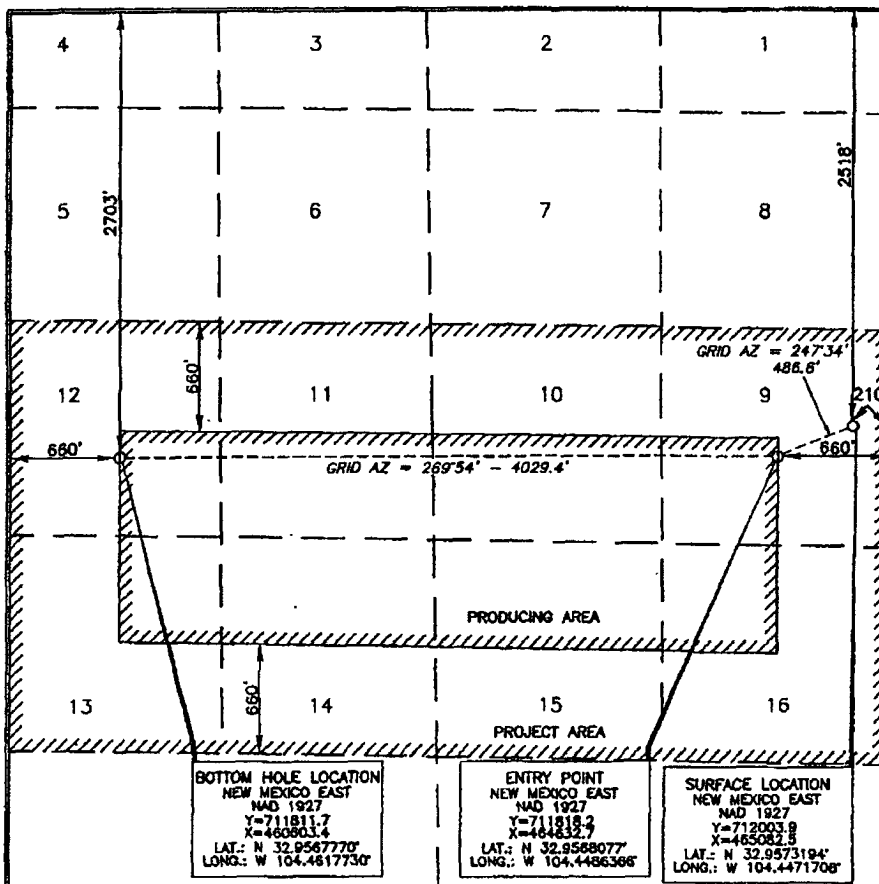 4 3 2 1
2703'
2518'
5 6 7 8
GRID AZ = 247°34'
486.6'
660'
12 11 10 9
210
660'
660'
GRID AZ = 269°54' - 4029.4'
PRODUCING AREA
660'
13 14 15 16
PROJECT AREA
BOTTOM HOLE LOCATION
NEW MEXICO EAST
NAD 1927
Y=711811.7
X=460603.4
LAT.: N 32.9567770°
LONG.: W 104.4617730°
ENTRY POINT
NEW MEXICO EAST
NAD 1927
Y=711818.2
X=464632.7
LAT.: N 32.9568077°
LONG.: W 104.4486366°
SURFACE LOCATION
NEW MEXICO EAST
NAD 1927
Y=712003.9
X=465082.5
LAT.: N 32.9573194°
LONG.: W 104.4471706°